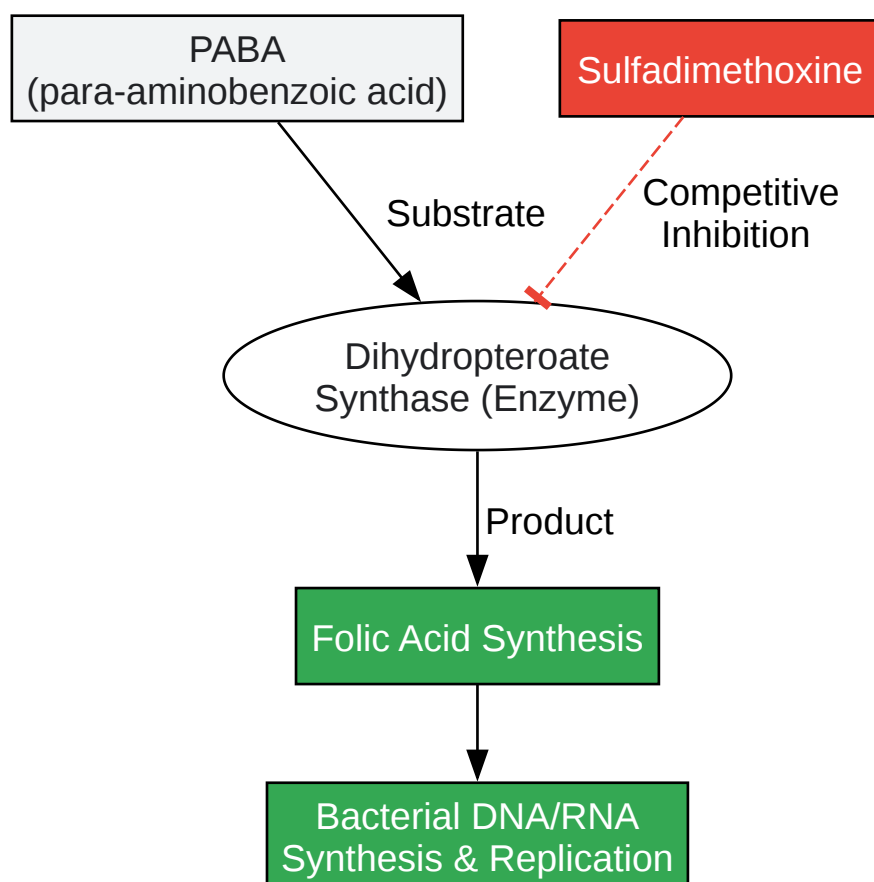 PABA
(para-aminobenzoic acid)
Sulfadimethoxine
Substrate
Competitive
Inhibition
Dihydropteroate
Synthase (Enzyme)
Product
Folic Acid Synthesis
Bacterial DNA/RNA
Synthesis & Replication